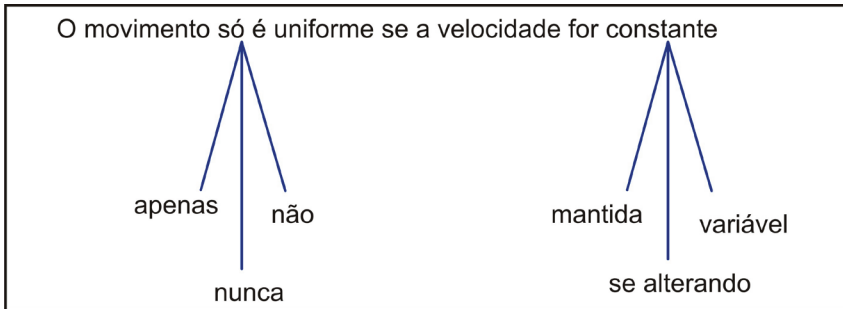 O movimento só é uniforme se a velocidade for constante
apenas
não
mantida
variável
nunca
se alterando